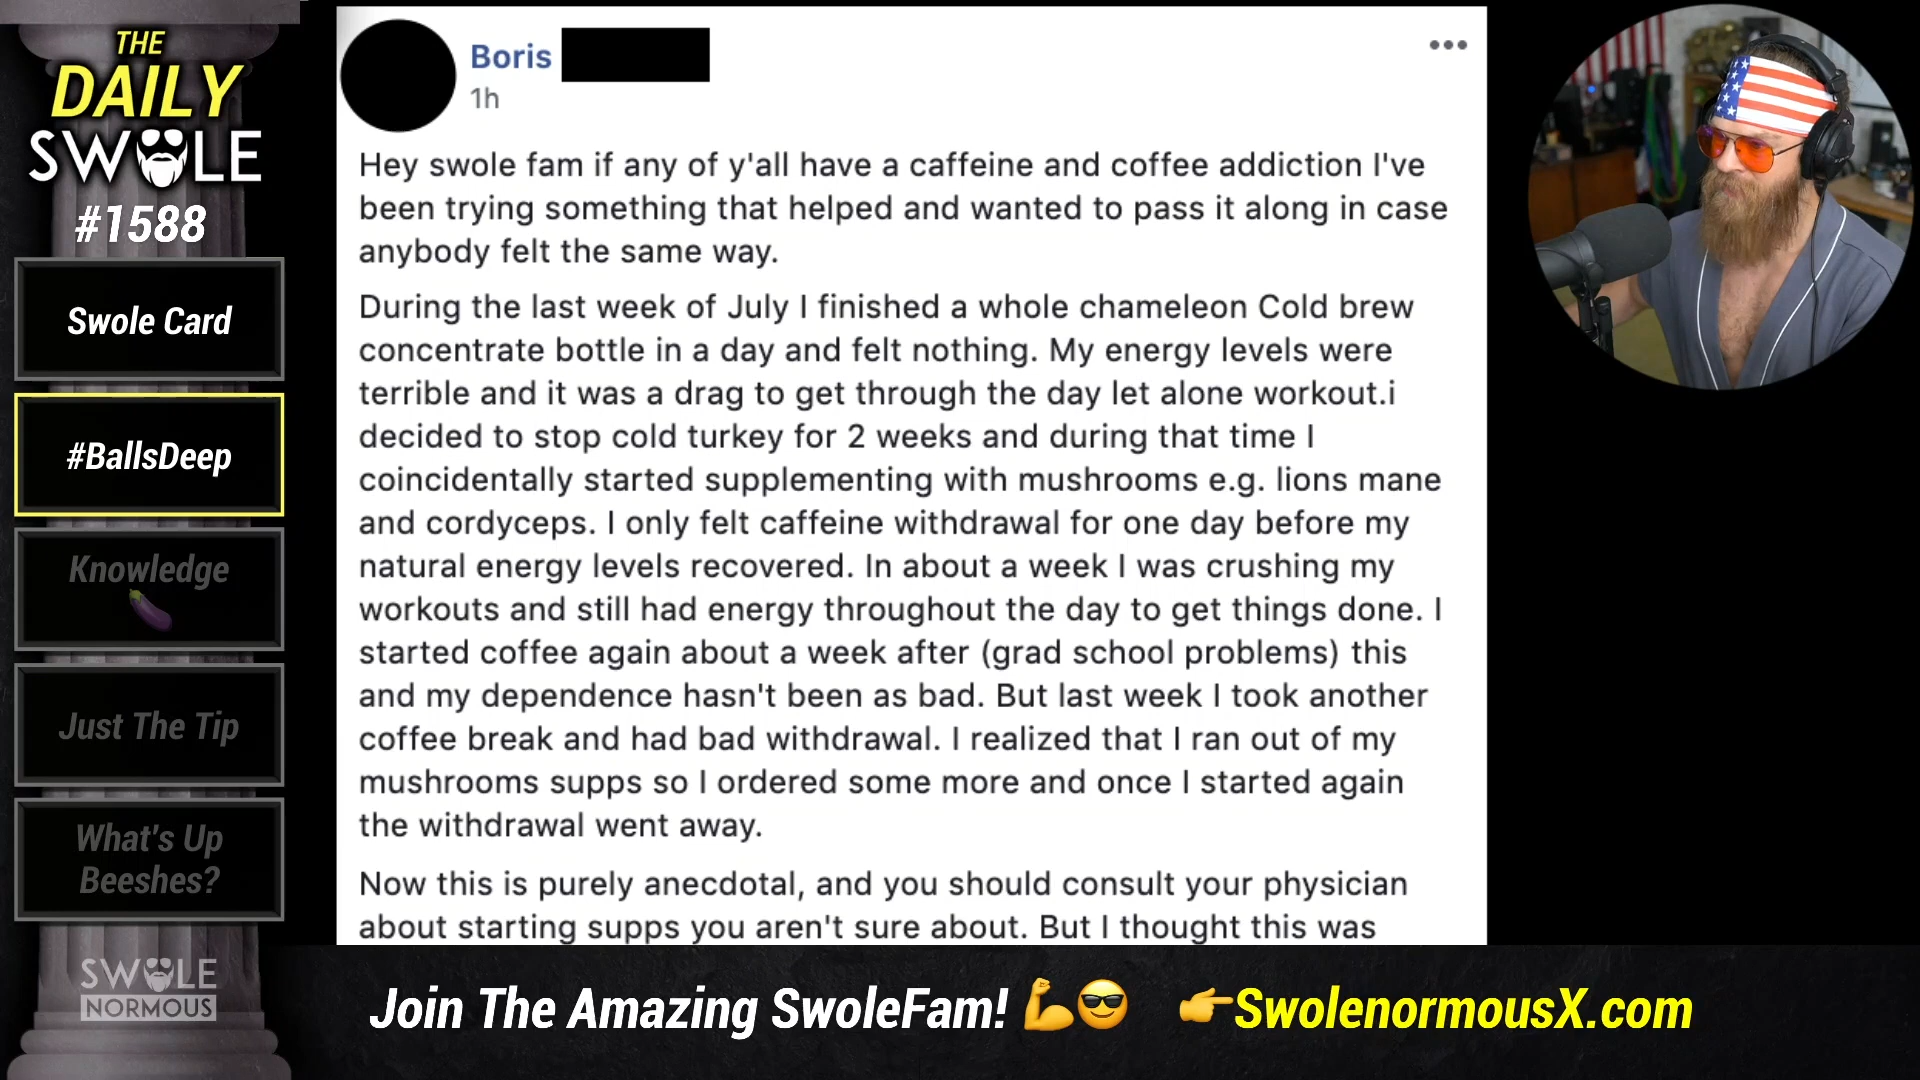 THE
DAILY
SWOLE
#1588
Swole Card
#BallsDeep
Knowledge
Just The Tip
What's Up
Beeshes?
SWOLE
NORMOUS
Boris
1h
Hey swole fam if any of y'all have a caffeine and coffee addiction I've
been trying something that helped and wanted to pass it along in case
anybody felt the same way.
During the last week of July I finished a whole chameleon Cold brew
concentrate bottle in a day and felt nothing. My energy levels were
terrible and it was a drag to get through the day let alone workout.i
decided to stop cold turkey for 2 weeks and during that time I
coincidentally started supplementing with mushrooms e.g. lions mane
and cordyceps. I only felt caffeine withdrawal for one day before my
natural energy levels recovered. In about a week I was crushing my
workouts and still had energy throughout the day to get things done. I
started coffee again about a week after (grad school problems) this
and my dependence hasn't been as bad. But last week I took another
coffee break and had bad withdrawal. I realized that I ran out of my
mushrooms supps so I ordered some more and once I started again
the withdrawal went away.
Now this is purely anecdotal, and you should consult your physician
about starting supps you aren't sure about. But I thought this was
Join The Amazing SwoleFam! 💪😎 👉SwolenormousX.com